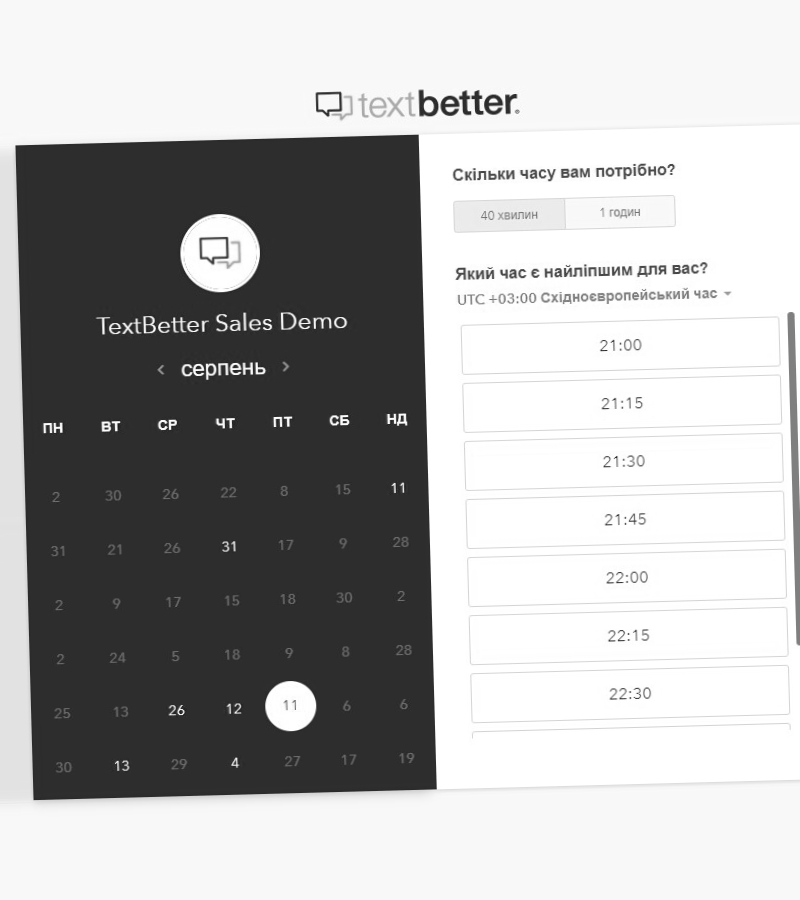 textbetter.
TextBetter Sales Demo
серпень
ПН ВТ СР ЧТ ПТ СБ НД
2 30 26 22 8 15 11
31 21 26 31 17 9 28
2 9 17 15 18 30 2
2 24 5 18 9 8 28
25 13 26 12 11 6 6
30 13 29 4 27 17 19
Скільки часу вам потрібно?
40 хвилин 1 годин
Який час є найліпшим для вас?
UTC +03:00 Східноєвропейський час
21:00
21:15
21:30
21:45
22:00
22:15
22:30